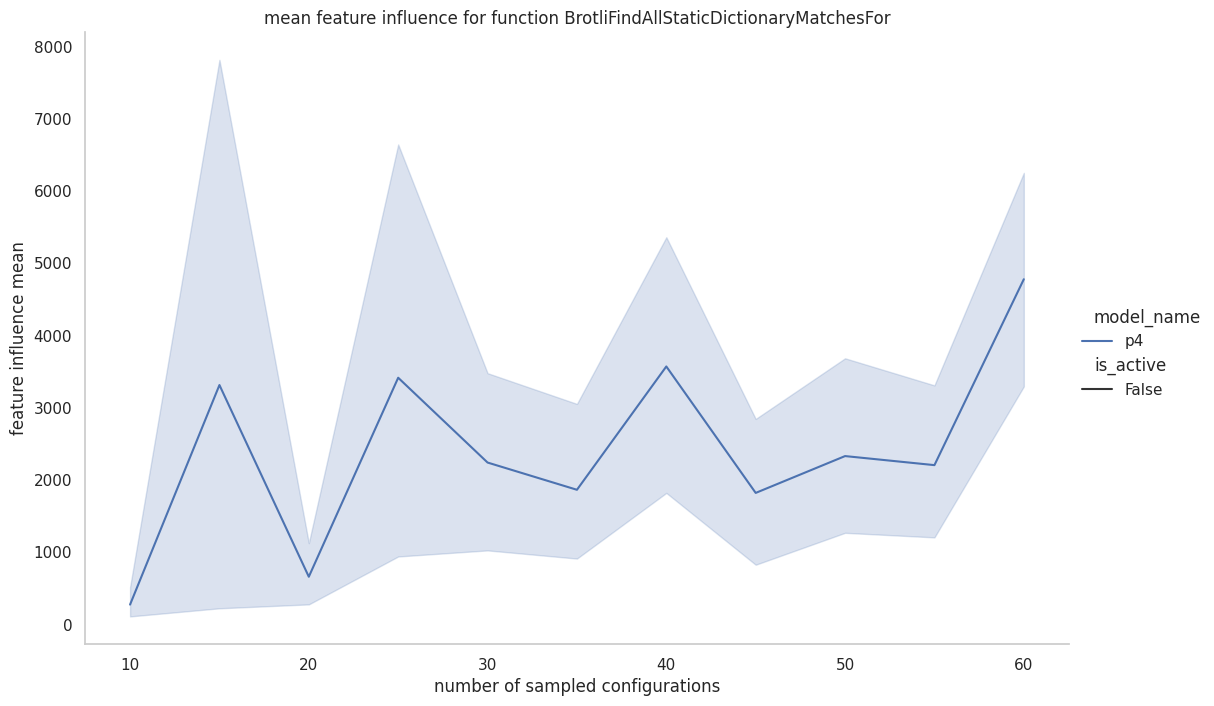 mean feature influence for function BrotliFindAllStaticDictionaryMatchesFor
8000
7000
6000
5000
4000
3000
2000
1000
0
feature influence mean
10
20
30
40
50
60
number of sampled configurations
model_name
p4
is_active
False